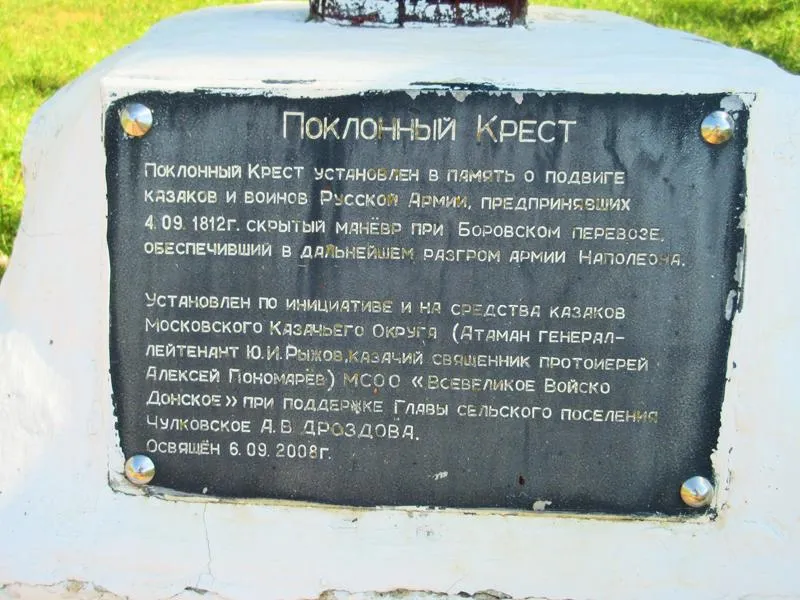 Поклонный Крест
Поклонный Крест установлен в память о подвиге
казаков и воинов Русской Армии, предпринявших
4.09.1812г. скрытый манёвр при Боровском перевозе,
обеспечивший в дальнейшем разгром армии Наполеона.
Установлен по инициативе и на средства казаков
Московского Казачьего Округа (Атаман генерал-
лейтенант Ю.И.Рыжов,казачий священник протоиерей
Алексей Пономарёв) МСОО «Всевеликое Войско
Донское» при поддержке Главы сельского поселения
Чулковское А.В.Дроздова.
Освящён 6.09.2008г.